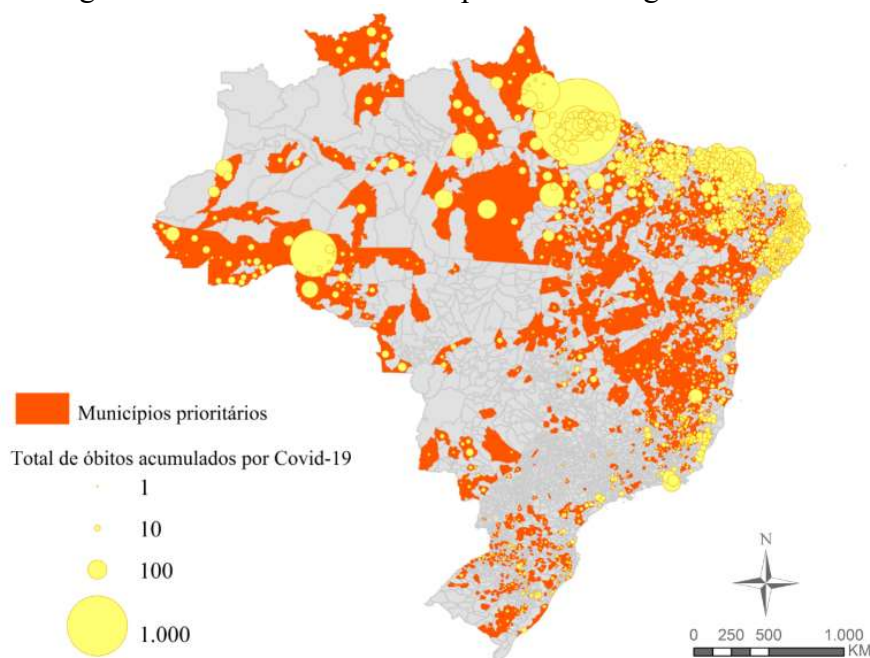 Municípios prioritários
Total de óbitos acumulados por Covid-19
1
10
100
1.000
N
0 250 500 1.000
KM